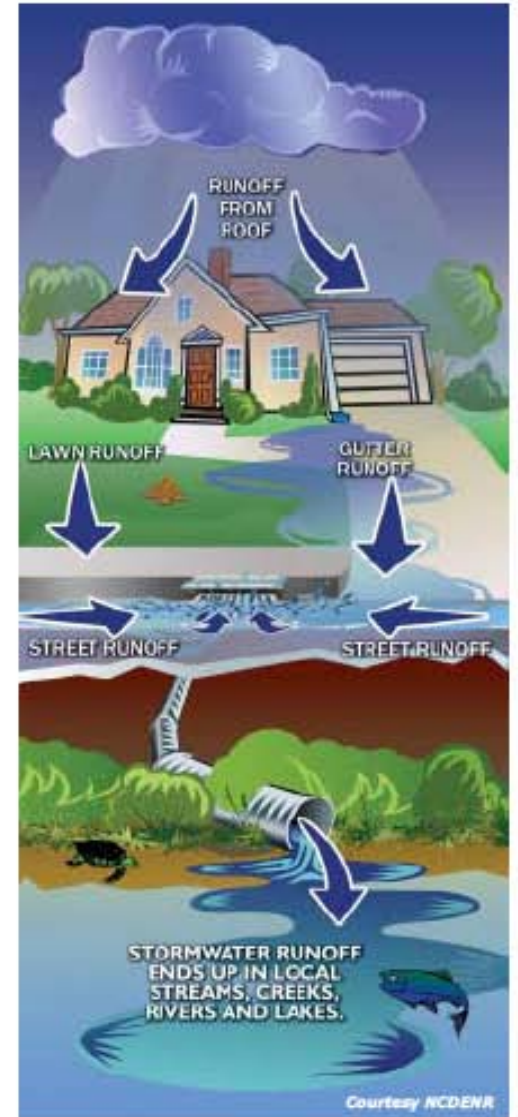 RUNOFF
FROM
ROOF
LAWN RUNOFF
GUTTER
RUNOFF
STREET RUNOFF
STREET RUNOFF
STORMWATER RUNOFF
ENDS UP IN LOCAL
STREAMS, CREEKS,
RIVERS AND LAKES.
Courtesy NCDENR